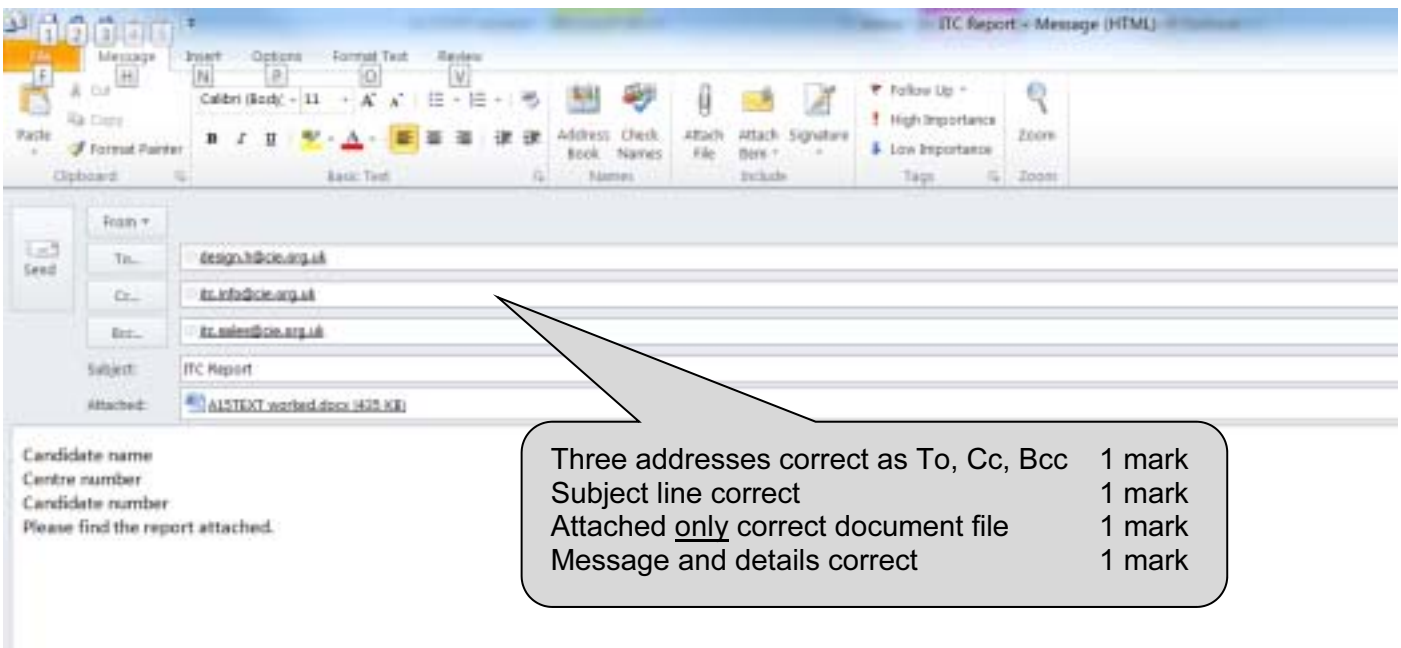 1 2 3 4 5
ITC Report - Message (HTML)
File Message Insert Options Format Text Review
F H N P O V
Cut
Copy
Paste
Format Painter
Clipboard
Calibri (Body) 11 A A
B I U A
Basic Text
Address Book
Check Names
Names
Attach File
Attach Item
Signature
Include
Follow Up
High Importance
Low Importance
Tags
Zoom
Zoom
From
Send
To... design.h@cie.org.uk
Cc... itc.info@cie.org.uk
Bcc... itc.sales@cie.org.uk
Subject: ITC Report
Attached: A15TEXT worked.docx (425 KB)
Candidate name
Centre number
Candidate number
Please find the report attached.
Three addresses correct as To, Cc, Bcc 1 mark
Subject line correct 1 mark
Attached only correct document file 1 mark
Message and details correct 1 mark